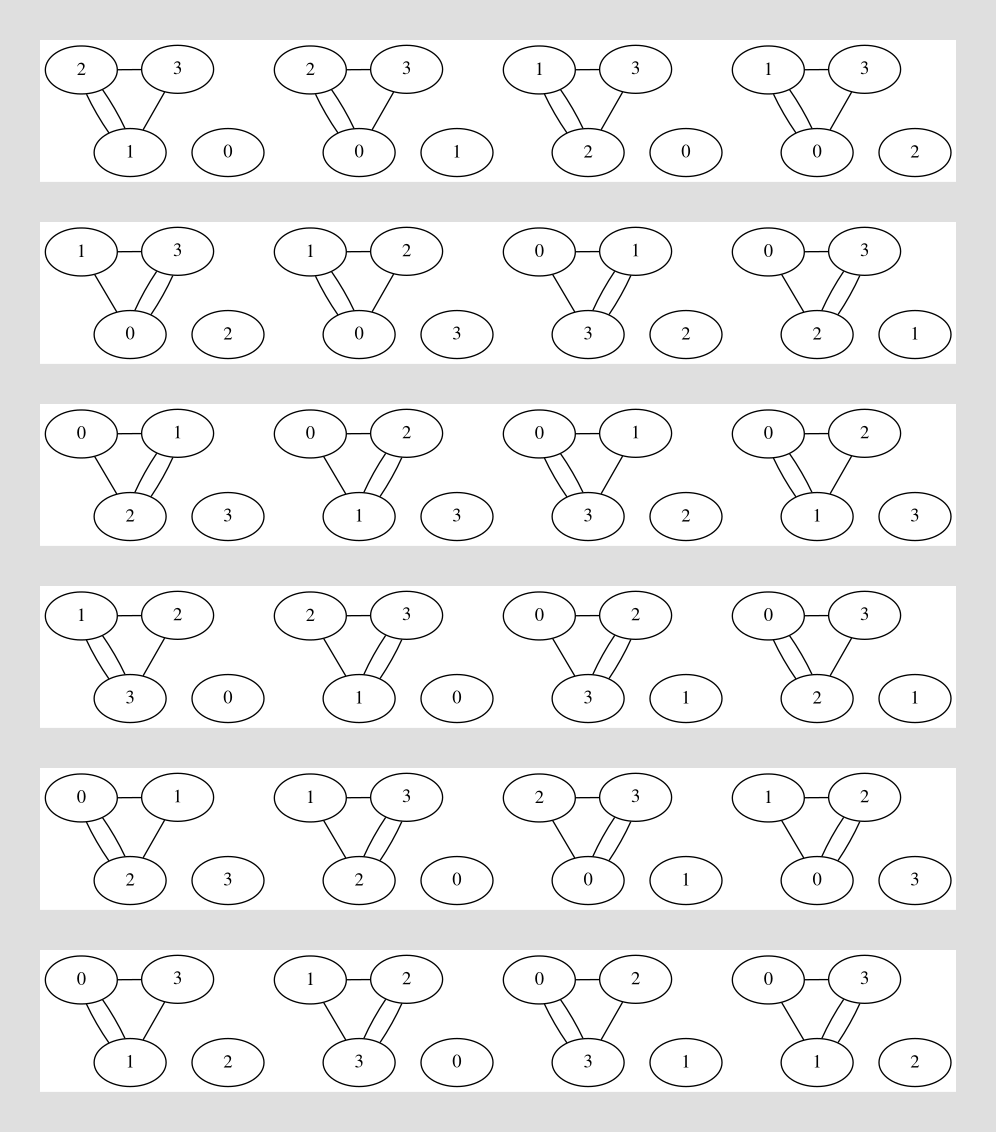 2 3 2 3 1 3 1 3
1 0 0 1 2 0 0 2
1 3 1 2 0 1 0 3
0 2 0 3 3 2 2 1
0 1 0 2 0 1 0 2
2 3 1 3 3 2 1 3
1 2 2 3 0 2 0 3
3 0 1 0 3 1 2 1
0 1 1 3 2 3 1 2
2 3 2 0 0 1 0 3
0 3 1 2 0 2 0 3
1 2 3 0 3 1 1 2